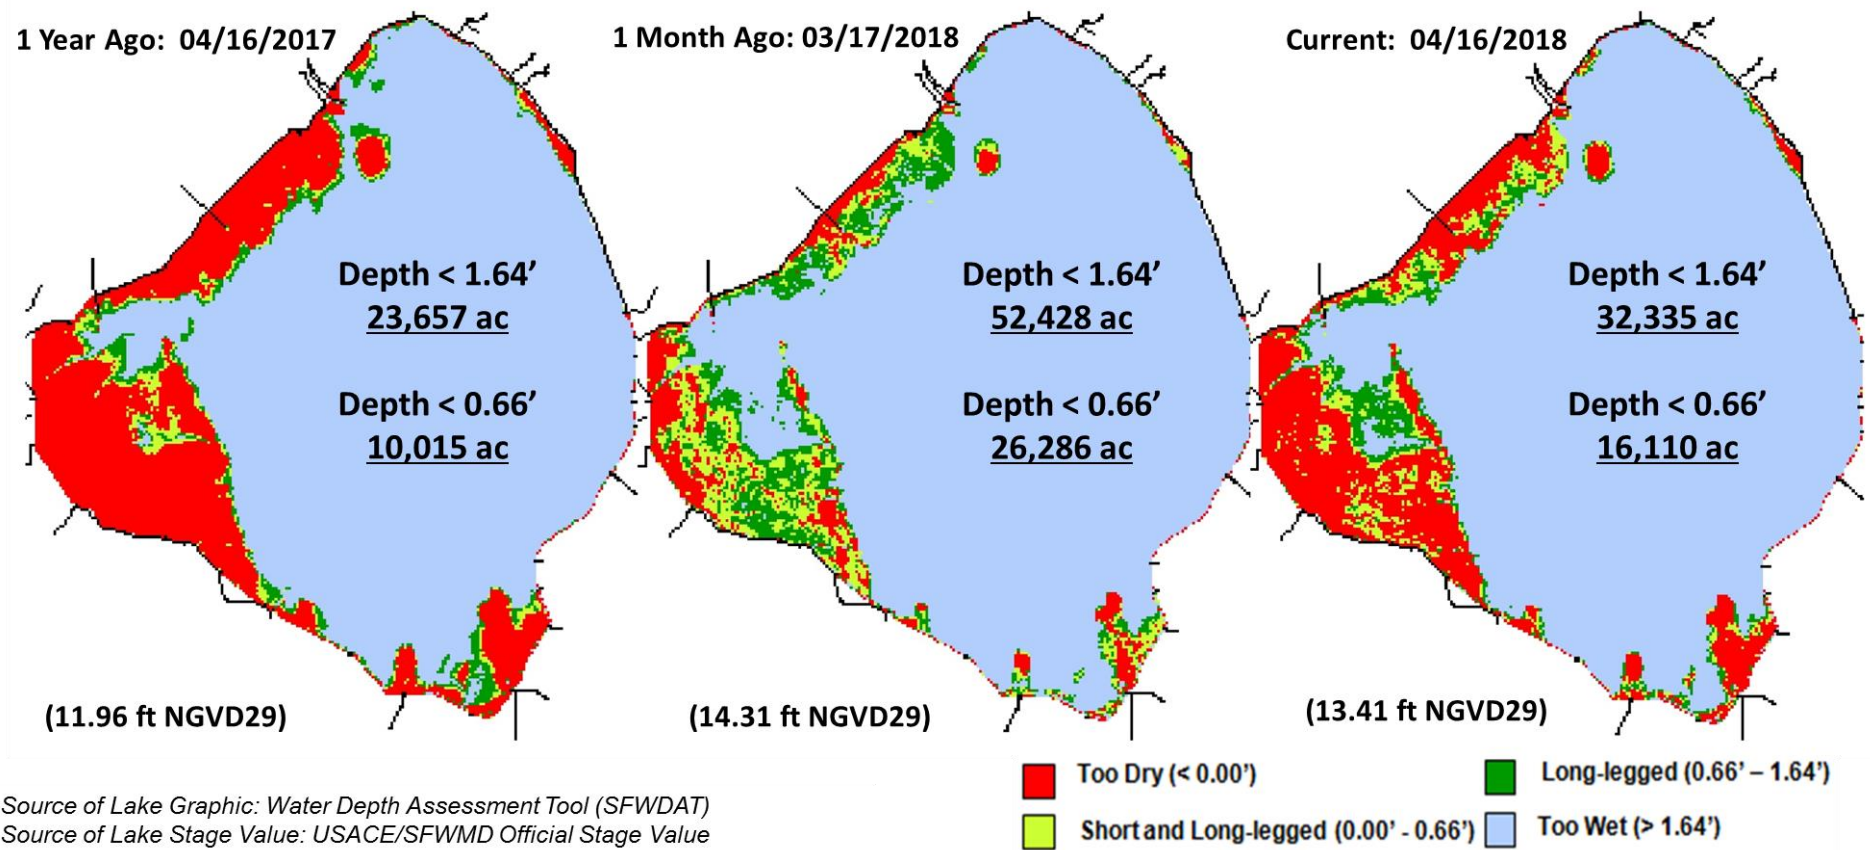 1 Year Ago:  04/16/2017
1 Month Ago: 03/17/2018
Current:  04/16/2018
Depth < 1.64’
23,657 ac
Depth < 0.66’
10,015 ac
(11.96 ft NGVD29)
Depth < 1.64’
52,428 ac
Depth < 0.66’
26,286 ac
(14.31 ft NGVD29)
Depth < 1.64’
32,335 ac
Depth < 0.66’
16,110 ac
(13.41 ft NGVD29)
Too Dry (< 0.00’)
Short and Long-legged (0.00’ - 0.66’)
Long-legged (0.66’ – 1.64’)
Too Wet (> 1.64’)
Source of Lake Graphic: Water Depth Assessment Tool (SFWDAT)
Source of Lake Stage Value: USACE/SFWMD Official Stage Value